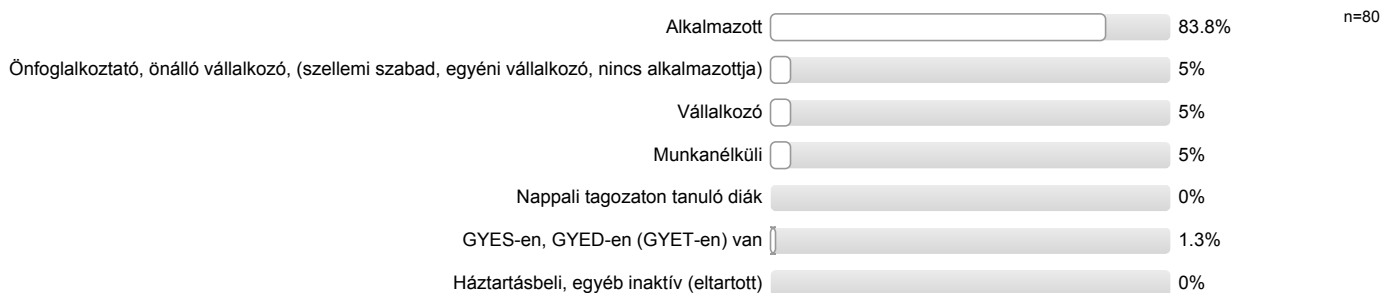 Alkalmazott 83.8% n=80
Önfoglalkoztató, önálló vállalkozó, (szellemi szabad, egyéni vállalkozó, nincs alkalmazottja) 5%
Vállalkozó 5%
Munkanélküli 5%
Nappali tagozaton tanuló diák 0%
GYES-en, GYED-en (GYET-en) van 1.3%
Háztartásbeli, egyéb inaktív (eltartott) 0%